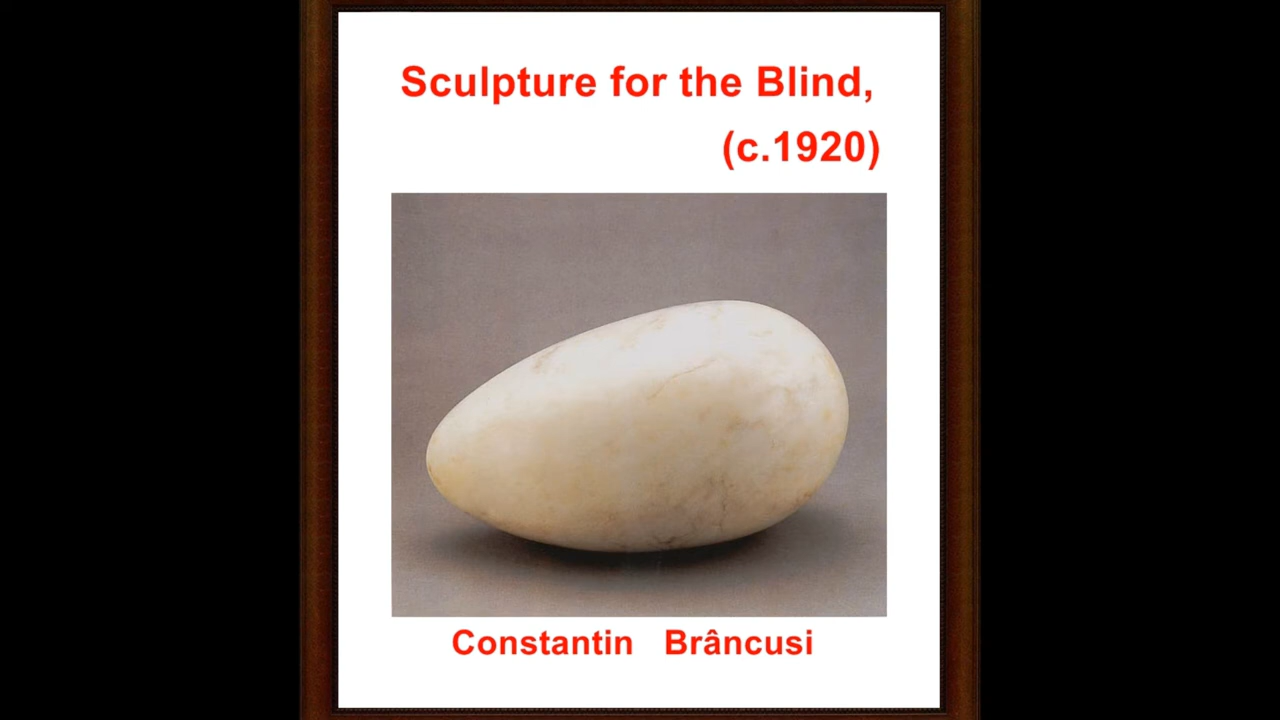 Sculpture for the Blind,
(c.1920)
Constantin Brâncusi